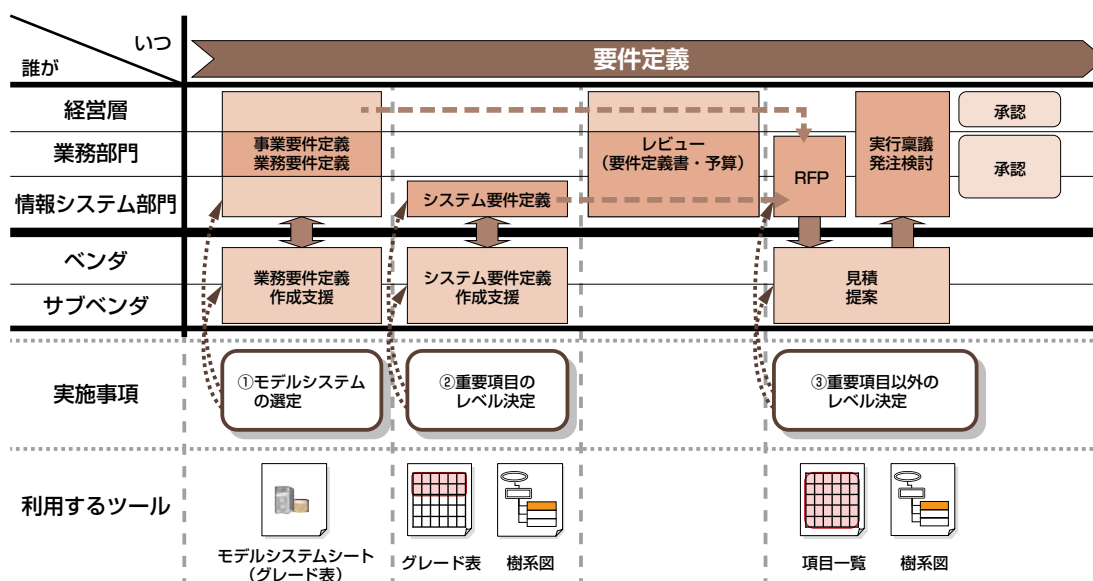 いつ
誰が
要件定義
経営層
業務部門
情報システム部門
ベンダ
サブベンダ
事業要件定義
業務要件定義
システム要件定義
レビュー
（要件定義書・予算）
RFP
実行稟議
発注検討
承認
承認
業務要件定義
作成支援
システム要件定義
作成支援
見積
提案
実施事項
①モデルシステム
の選定
②重要項目の
レベル決定
③重要項目以外の
レベル決定
利用するツール
モデルシステムシート
（グレード表）
グレード表
樹系図
項目一覧
樹系図